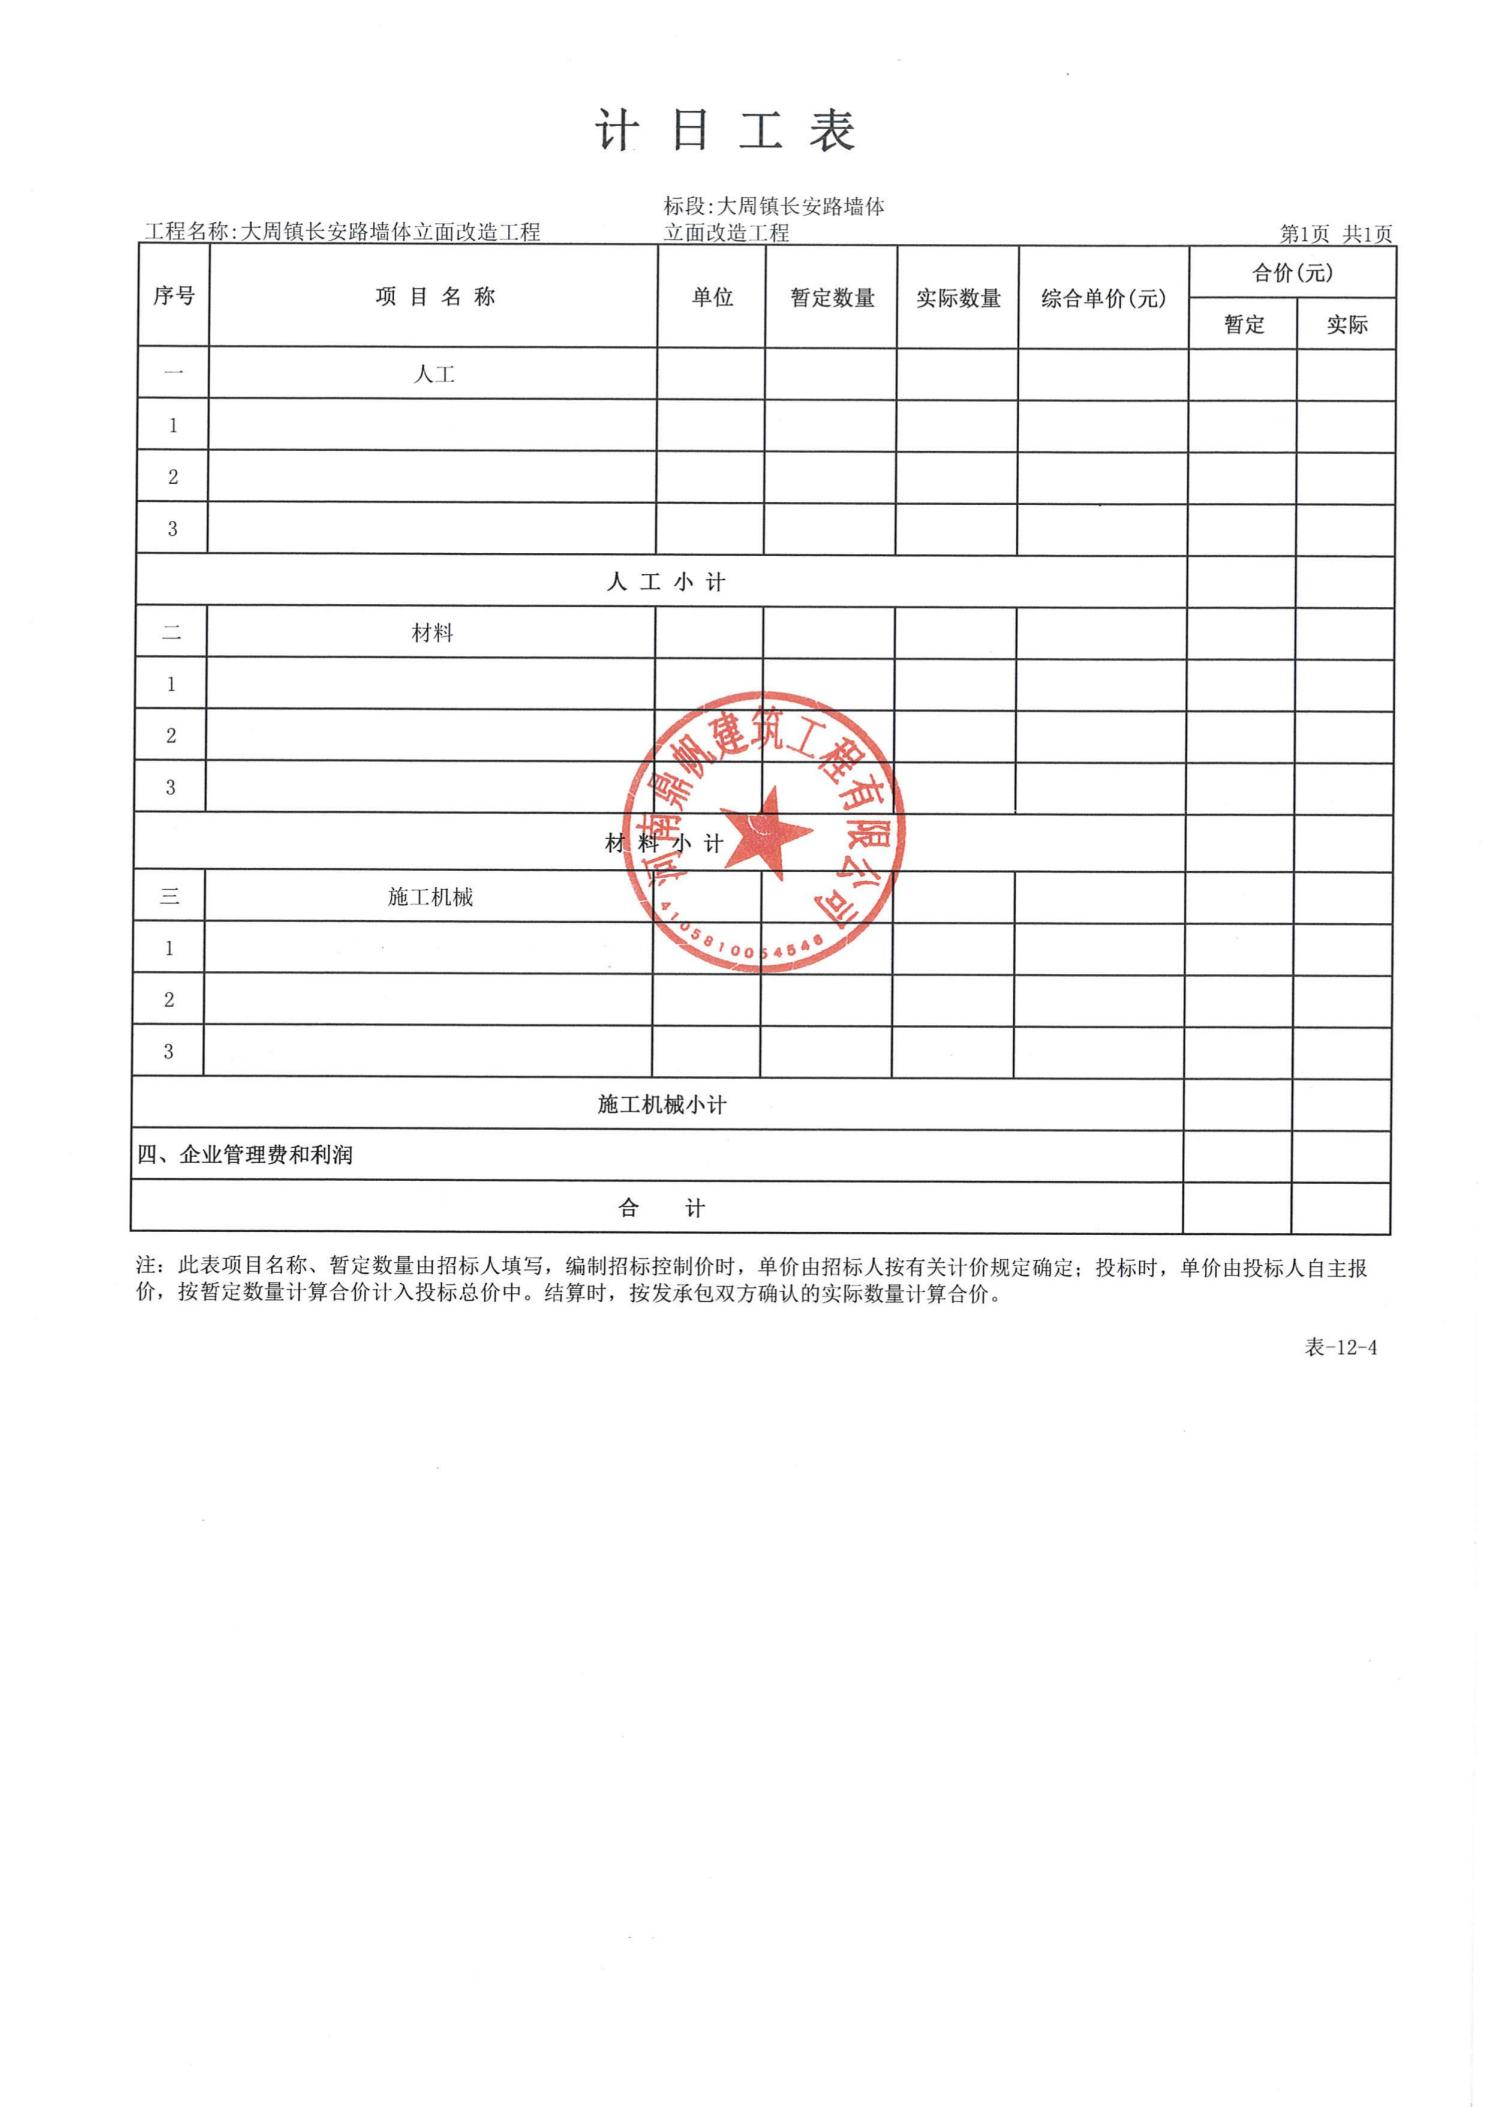 计日工表
标段:大周镇长安路墙体
工程名称:大周镇长安路墙体立面改造工程 立面改造工程 第1页 共1页
序号 项目名称 单位 暂定数量 实际数量 综合单价(元) 合价(元)
暂定 实际
一 人工
1
2
3
人工小计
二 材料
1
2
3
材料小计
三 施工机械
1
2
3
施工机械小计
四、企业管理费和利润
合计
注：此表项目名称、暂定数量由招标人填写，编制招标控制价时，单价由招标人按有关计价规定确定；投标时，单价由投标人自主报
价，按暂定数量计算合价计入投标总价中。结算时，按发承包双方确认的实际数量计算合价。
表-12-4
河南鼎帆建筑工程有限公司
4105810054546